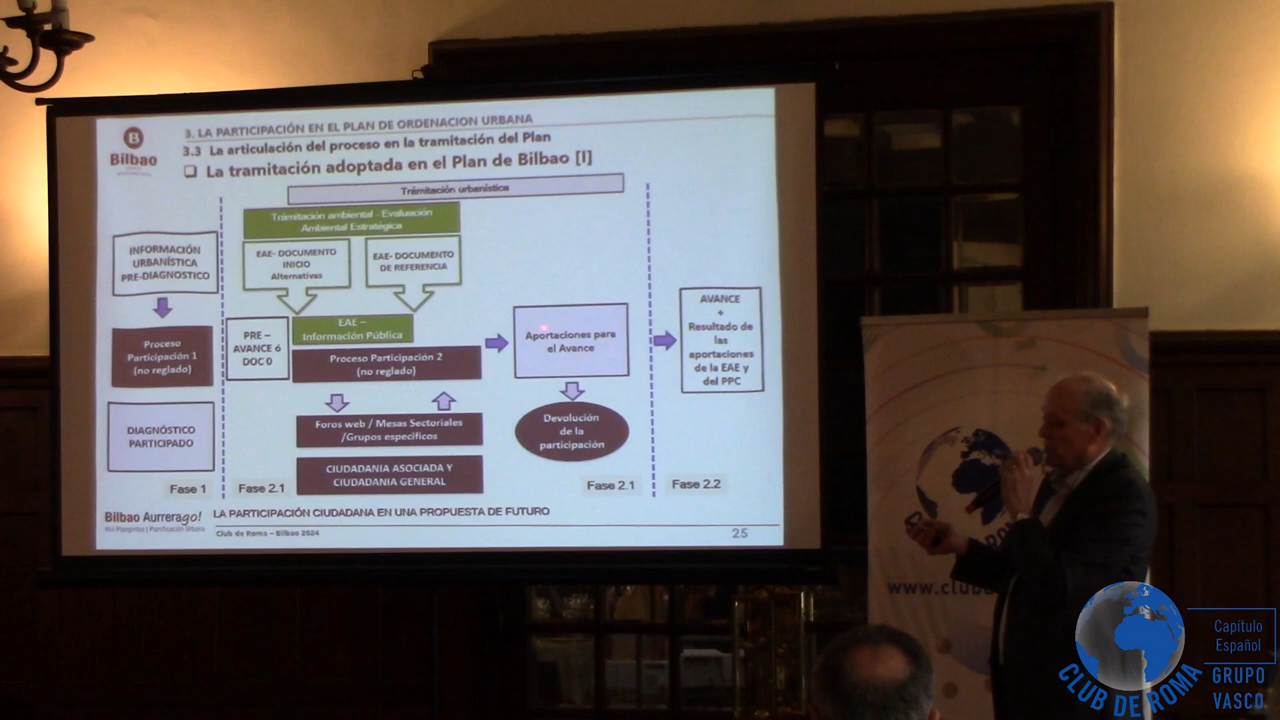 B
Bilbao
3. LA PARTICIPACIÓN EN EL PLAN DE ORDENACION URBANA
3.3 La articulación del proceso en la tramitación del Plan
❑ La tramitación adoptada en el Plan de Bilbao [I]
Trámitación urbanística
Trámitación ambiental - Evaluación
Ambiental Estratégica
INFORMACIÓN
URBANÍSTICA
PRE-DIAGNOSTICO
EAE- DOCUMENTO
INICIO
Alternativas
EAE- DOCUMENTO
DE REFERENCIA
Proceso
Participación 1
(no reglado)
DIAGNÓSTICO
PARTICIPADO
Fase 1
PRE –
AVANCE ó
DOC 0
EAE –
Información Pública
Proceso Participación 2
(no reglado)
Foros web / Mesas Sectoriales
/Grupos específicos
CIUDADANIA ASOCIADA Y
CIUDADANIA GENERAL
Fase 2.1
Aportaciones para
el Avance
Devolución
de la
participación
Fase 2.1
AVANCE
+
Resultado de
las
aportaciones
de la EAE y
del PPC
Fase 2.2
Bilbao Aurrerago!
LA PARTICIPACIÓN CIUDADANA EN UNA PROPUESTA DE FUTURO
Club de Roma – Bilbao 2024
25
www.club
CLUB DE ROMA
Capítulo
Español
GRUPO
VASCO